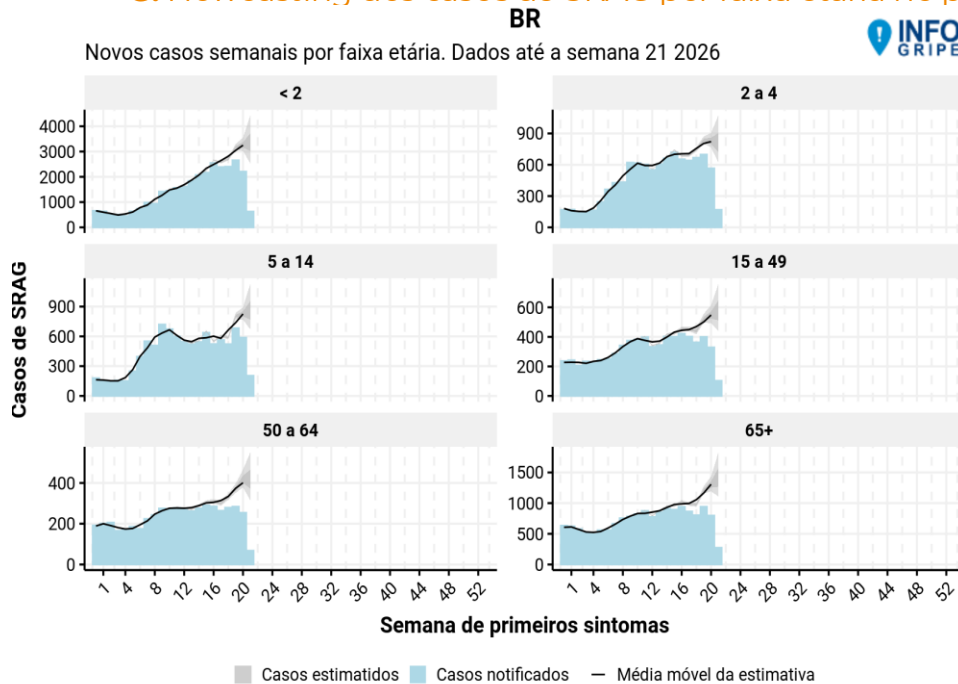 BR
INFO
GRIPE
Novos casos semanais por faixa etária. Dados até a semana 21 2026
< 2
2 a 4
4000
3000
2000
1000
0
900
600
300
0
5 a 14
15 a 49
900
600
300
0
600
400
200
0
50 a 64
65+
400
200
0
1500
1000
500
0
1 4 8 12 16 20 24 28 32 36 40 44 48 52
1 4 8 12 16 20 24 28 32 36 40 44 48 52
Casos de SRAG
Semana de primeiros sintomas
Casos estimatidos Casos notificados Média móvel da estimativa